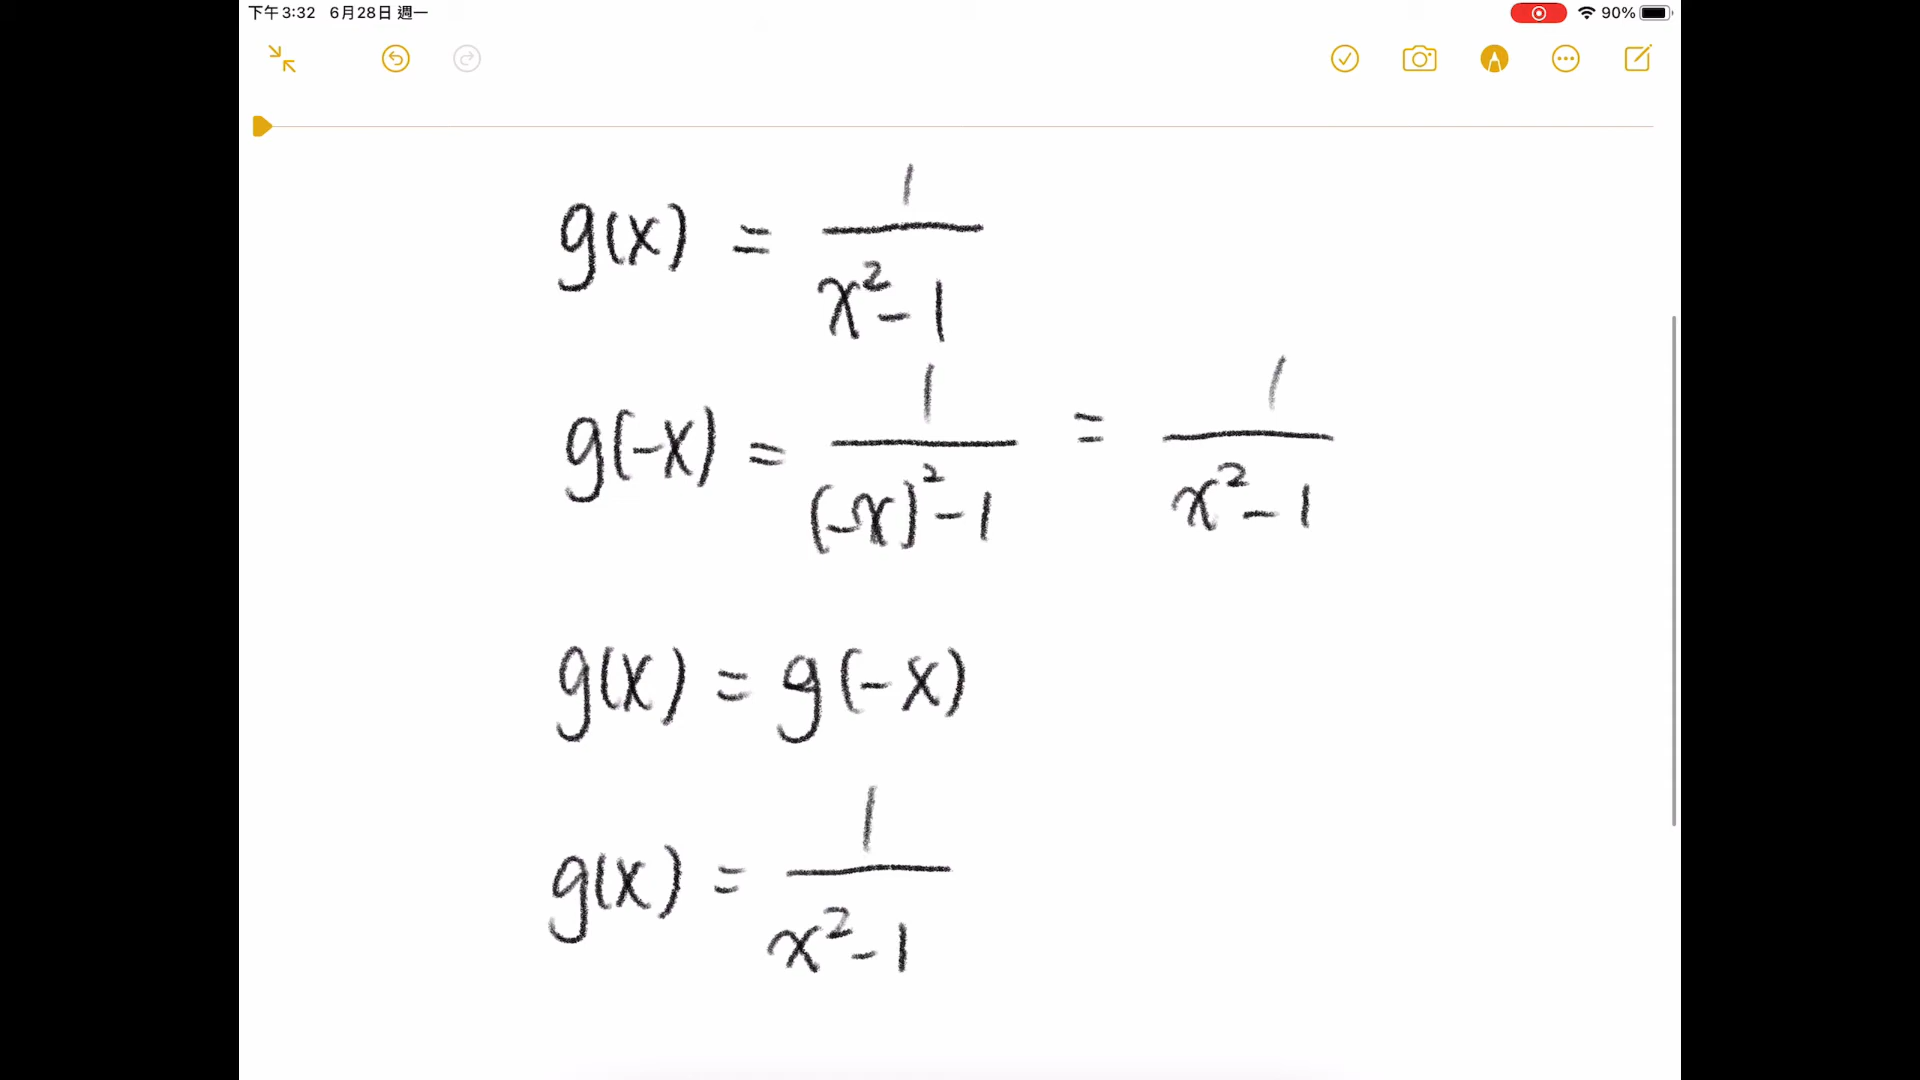 下午3:32 6月28日 週一 90%
g(x) = 1/(x²-1)
g(-x) = 1/((-x)²-1) = 1/(x²-1)
g(x) = g(-x)
g(x) = 1/(x²-1)